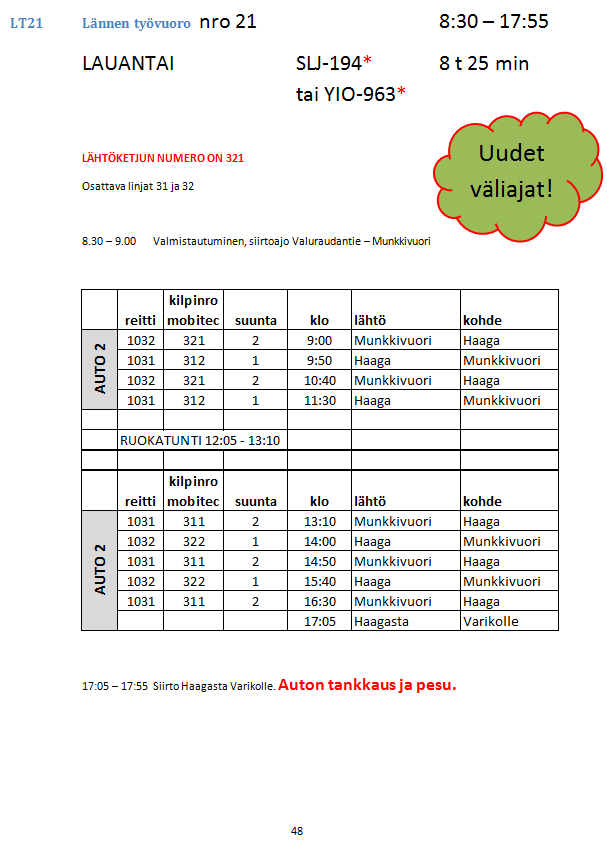 LT21 Lännen työvuoro nro 21 8:30 – 17:55
LAUANTAI SLJ-194* 8 t 25 min
tai YIO-963*
Uudet
väliajat!
LÄHTÖKETJUN NUMERO ON 321
Osattava linjat 31 ja 32
8.30 – 9.00 Valmistautuminen, siirtoajo Valuraudantie – Munkkivuori
kilpinro
reitti mobitec suunta klo lähtö kohde
AUTO 2
1032 321 2 9:00 Munkkivuori Haaga
1031 312 1 9:50 Haaga Munkkivuori
1032 321 2 10:40 Munkkivuori Haaga
1031 312 1 11:30 Haaga Munkkivuori
RUOKATUNTI 12:05 - 13:10
kilpinro
reitti mobitec suunta klo lähtö kohde
AUTO 2
1031 311 2 13:10 Munkkivuori Haaga
1032 322 1 14:00 Haaga Munkkivuori
1031 311 2 14:50 Munkkivuori Haaga
1032 322 1 15:40 Haaga Munkkivuori
1031 311 2 16:30 Munkkivuori Haaga
17:05 Haagasta Varikolle
17:05 – 17:55 Siirto Haagasta Varikolle. Auton tankkaus ja pesu.
48